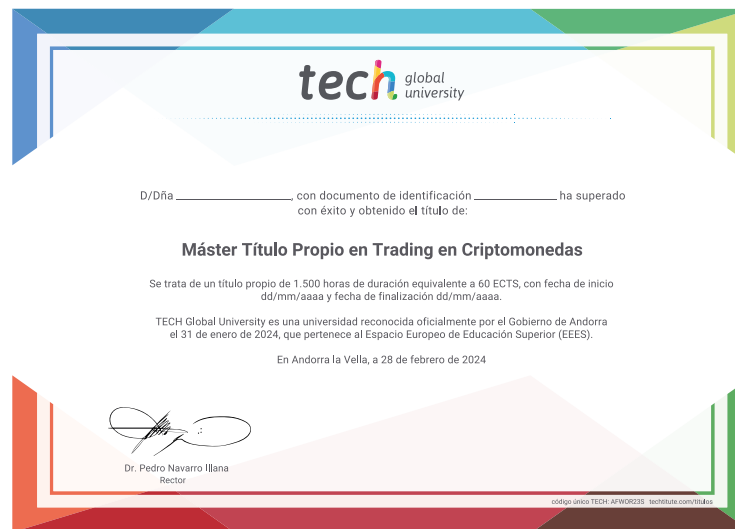 tech global university
D/Dña ____________________, con documento de identificación ______________ ha superado
con éxito y obtenido el título de:
Máster Título Propio en Trading en Criptomonedas
Se trata de un título propio de 1.500 horas de duración equivalente a 60 ECTS, con fecha de inicio
dd/mm/aaaa y fecha de finalización dd/mm/aaaa.
TECH Global University es una universidad reconocida oficialmente por el Gobierno de Andorra
el 31 de enero de 2024, que pertenece al Espacio Europeo de Educación Superior (EEES).
En Andorra la Vella, a 28 de febrero de 2024
Dr. Pedro Navarro Illana
Rector
código único TECH: AFWOR23S techtitute.com/titulos